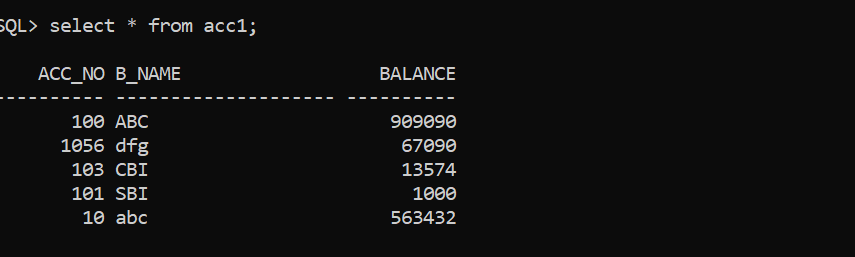 SQL> select * from acc1;
ACC_NO B_NAME BALANCE
---------- -------------------- ----------
100 ABC 909090
1056 dfg 67090
103 CBI 13574
101 SBI 1000
10 abc 563432